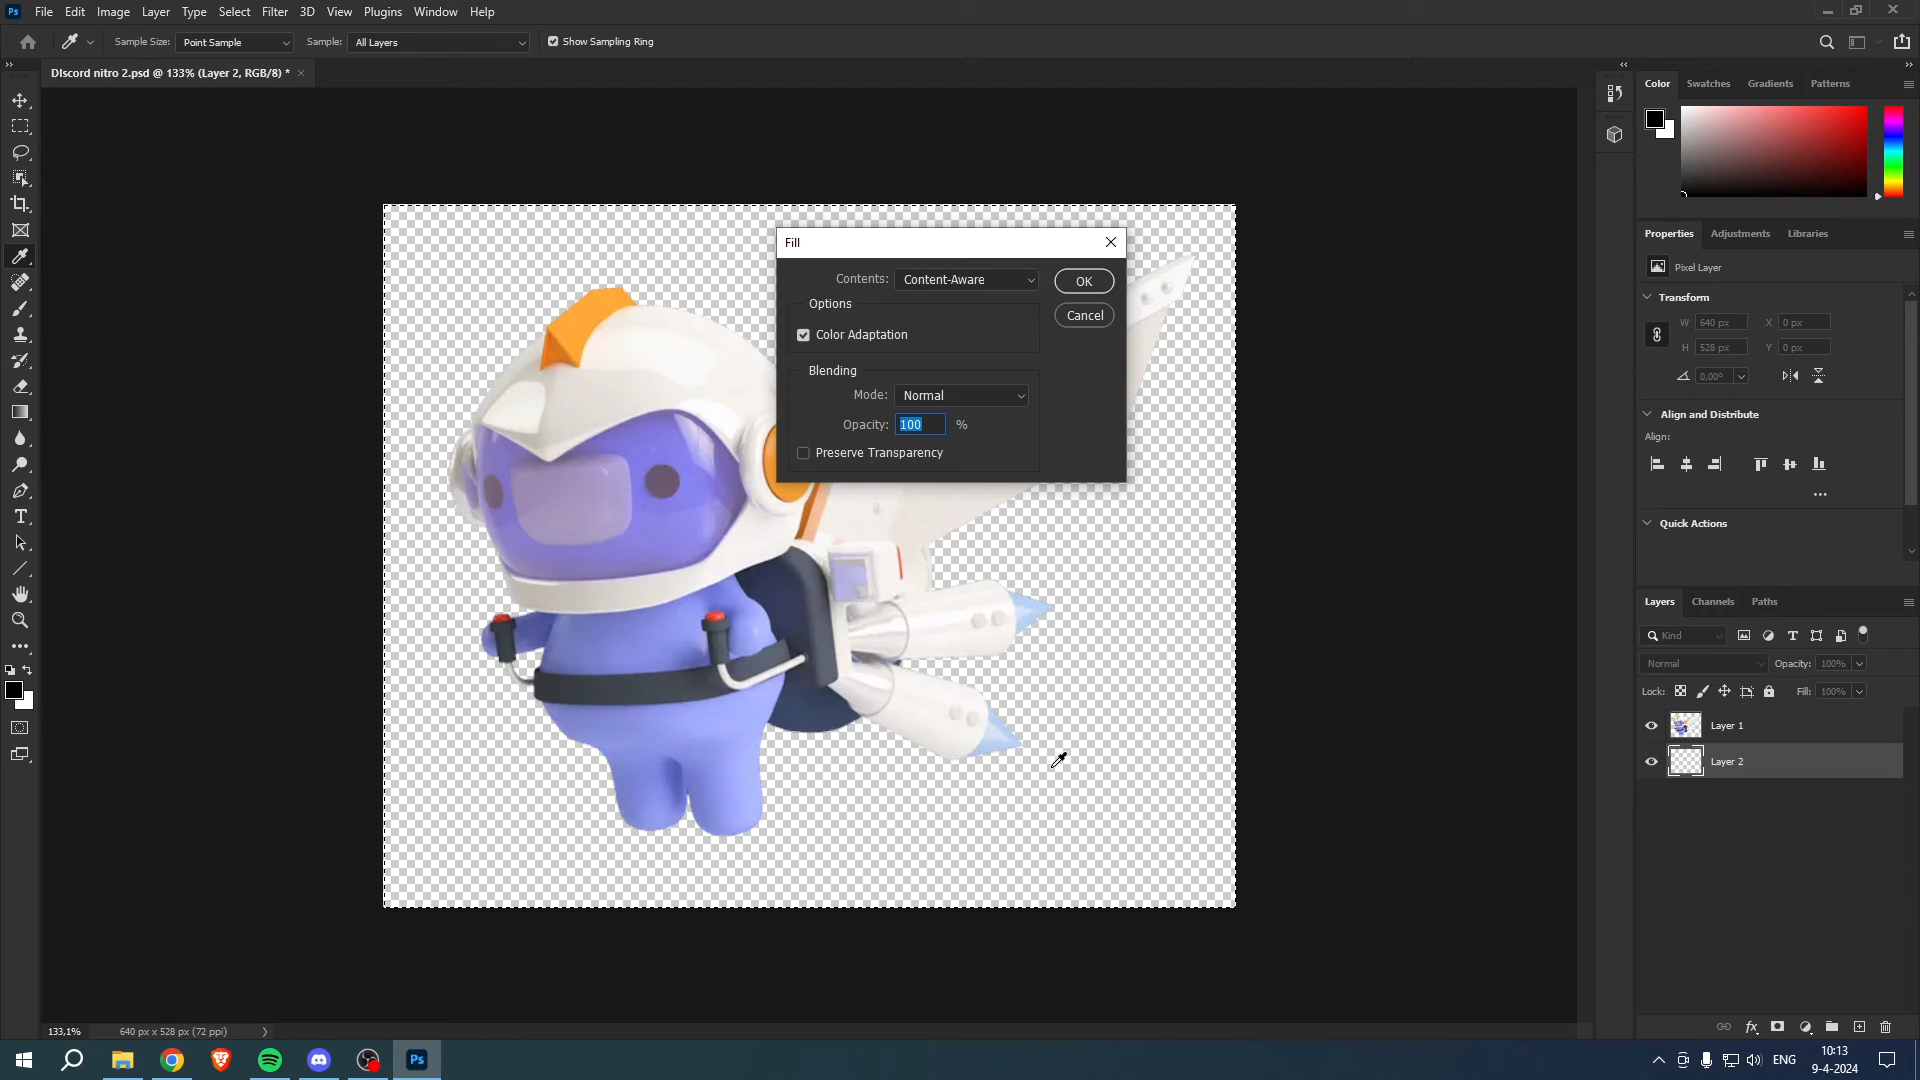 Ps File Edit Image Layer Type Select Filter 3D View Plugins Window Help
Sample Size: Point Sample Sample: All Layers Show Sampling Ring
DIscord nitro 2.psd @ 133% (Layer 2, RGB/8) *
Color Swatches Gradients Patterns
Properties Adjustments Libraries
Pixel Layer
Transform
W 640 px X 0 px
H 528 px Y 0 px
0,00°
Align and Distribute
Align:
Quick Actions
Layers Channels Paths
Kind
Normal Opacity: 100%
Lock: Fill: 100%
Layer 1
Layer 2
Fill
Contents: Content-Aware
OK
Options
Cancel
Color Adaptation
Blending
Mode: Normal
Opacity: 100 %
Preserve Transparency
133,1% 640 px x 528 px (72 ppi)
Ps
ENG
10:13
9-4-2024